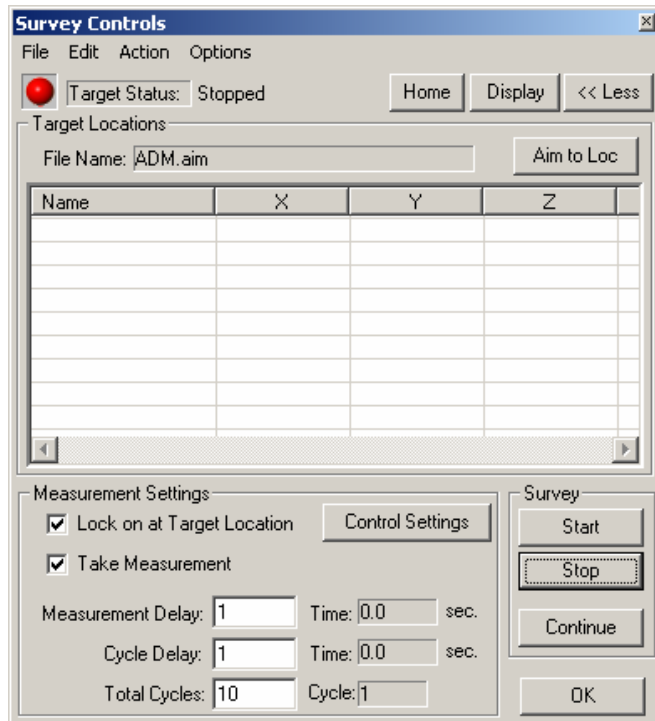 Survey Controls
File Edit Action Options
Target Status: Stopped Home Display << Less
Target Locations
File Name: ADM.aim Aim to Loc
Name X Y Z
Measurement Settings Survey
Lock on at Target Location Control Settings Start
Take Measurement Stop
Measurement Delay: 1 Time: 0.0 sec. Continue
Cycle Delay: 1 Time: 0.0 sec.
Total Cycles: 10 Cycle: 1 OK